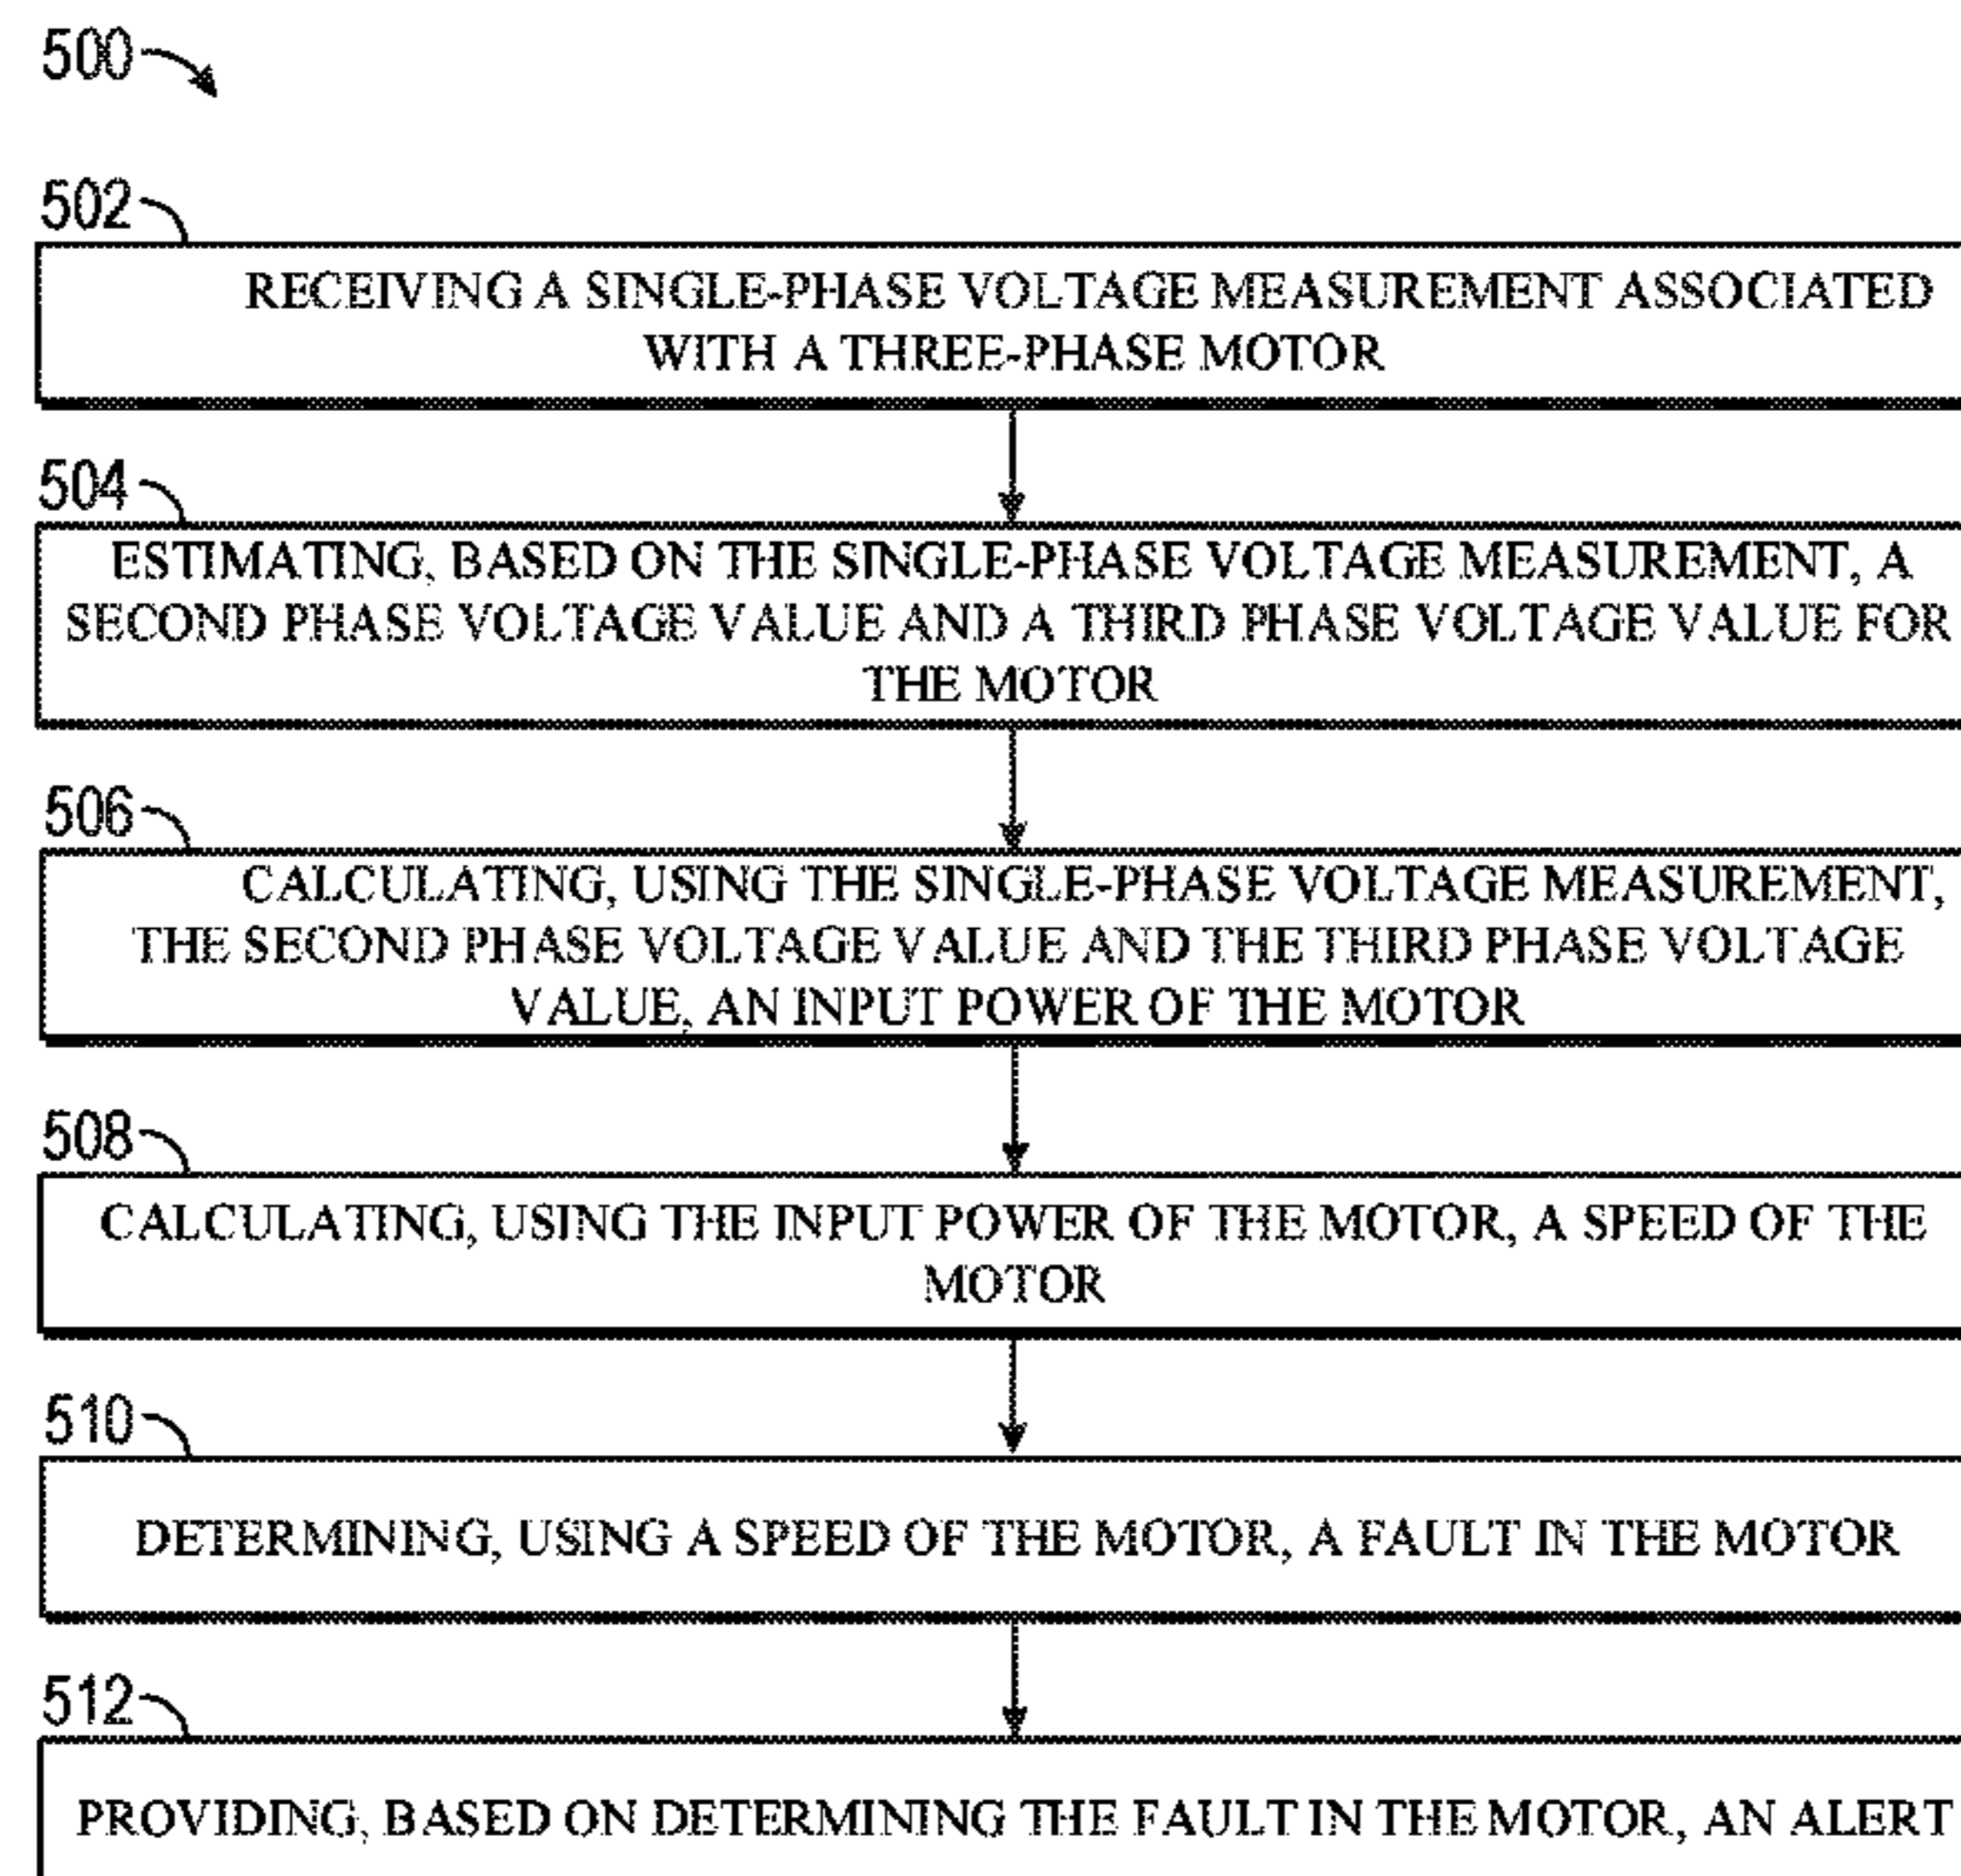 500
502
RECEIVING A SINGLE-PHASE VOLTAGE MEASUREMENT ASSOCIATED
WITH A THREE-PHASE MOTOR
504
ESTIMATING, BASED ON THE SINGLE-PHASE VOLTAGE MEASUREMENT, A
SECOND PHASE VOLTAGE VALUE AND A THIRD PHASE VOLTAGE VALUE FOR
THE MOTOR
506
CALCULATING, USING THE SINGLE-PHASE VOLTAGE MEASUREMENT,
THE SECOND PHASE VOLTAGE VALUE AND THE THIRD PHASE VOLTAGE
VALUE, AN INPUT POWER OF THE MOTOR
508
CALCULATING, USING THE INPUT POWER OF THE MOTOR, A SPEED OF THE
MOTOR
510
DETERMINING, USING A SPEED OF THE MOTOR, A FAULT IN THE MOTOR
512
PROVIDING, BASED ON DETERMINING THE FAULT IN THE MOTOR, AN ALERT